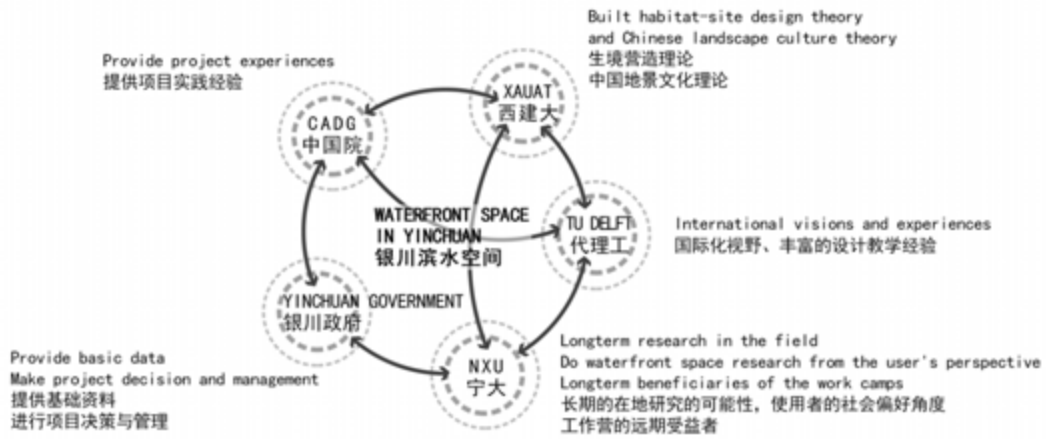 Built habitat-site design theory
and Chinese landscape culture theory
生境营造理论
中国地景文化理论
Provide project experiences
提供项目实践经验
XAUAT
西建大
CADG
中国院
WATERFRONT SPACE
IN YINCHUAN
银川滨水空间
TU DELFT
代理工
International visions and experiences
国际化视野、丰富的设计教学经验
YINCHUAN GOVERNMENT
银川政府
NXU
宁大
Provide basic data
Make project decision and management
提供基础资料
进行项目决策与管理
Longterm research in the field
Do waterfront space research from the user's perspective
Longterm beneficiaries of the work camps
长期的在地研究的可能性，使用者的社会偏好角度
工作营的远期受益者